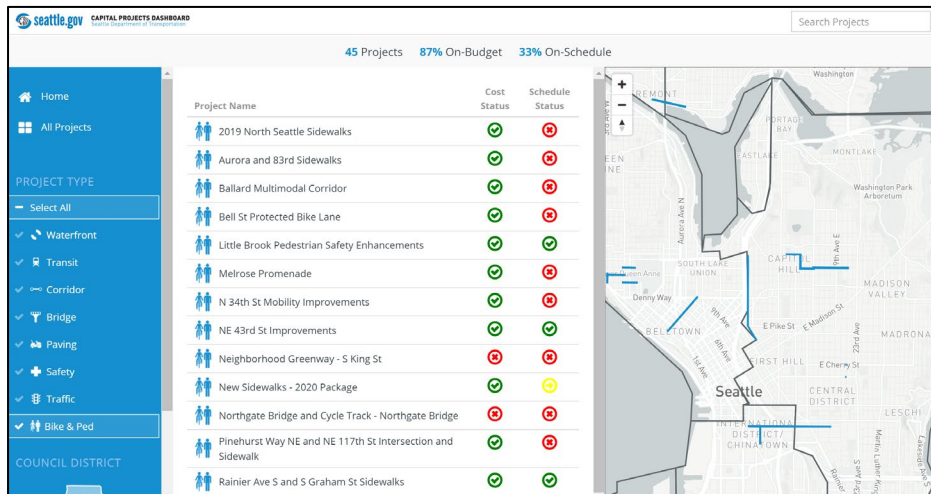 seattle.gov
CAPITAL PROJECTS DASHBOARD
Seattle Department of Transportation
Search Projects
45 Projects 87% On-Budget 33% On-Schedule
Home
All Projects
PROJECT TYPE
Select All
Waterfront
Transit
Corridor
Bridge
Paving
Safety
Traffic
Bike & Ped
COUNCIL DISTRICT
Project Name
Cost Status
Schedule Status
2019 North Seattle Sidewalks
Aurora and 83rd Sidewalks
Ballard Multimodal Corridor
Bell St Protected Bike Lane
Little Brook Pedestrian Safety Enhancements
Melrose Promenade
N 34th St Mobility Improvements
NE 43rd St Improvements
Neighborhood Greenway - S King St
New Sidewalks - 2020 Package
Northgate Bridge and Cycle Track - Northgate Bridge
Pinehurst Way NE and NE 117th St Intersection and
Sidewalk
Rainier Ave S and S Graham St Sidewalks
Washington
PORTAGE
BAY
MONTLAKE
Washington Park
Arboretum
Aurora Ave N
SOUTH LAKE
UNION
CAPITOL
HILL
MADISON
VALLEY
Denny Way
BELLTOWN
9th Ave
6th Ave
1st Ave
E Pike St
E Madison St
23rd Ave
MADRONA
FIRST HILL
E Cherry St
Seattle
CENTRAL
DISTRICT
LESCHI
INTERNATIONAL
DISTRICT/
CHINATOWN